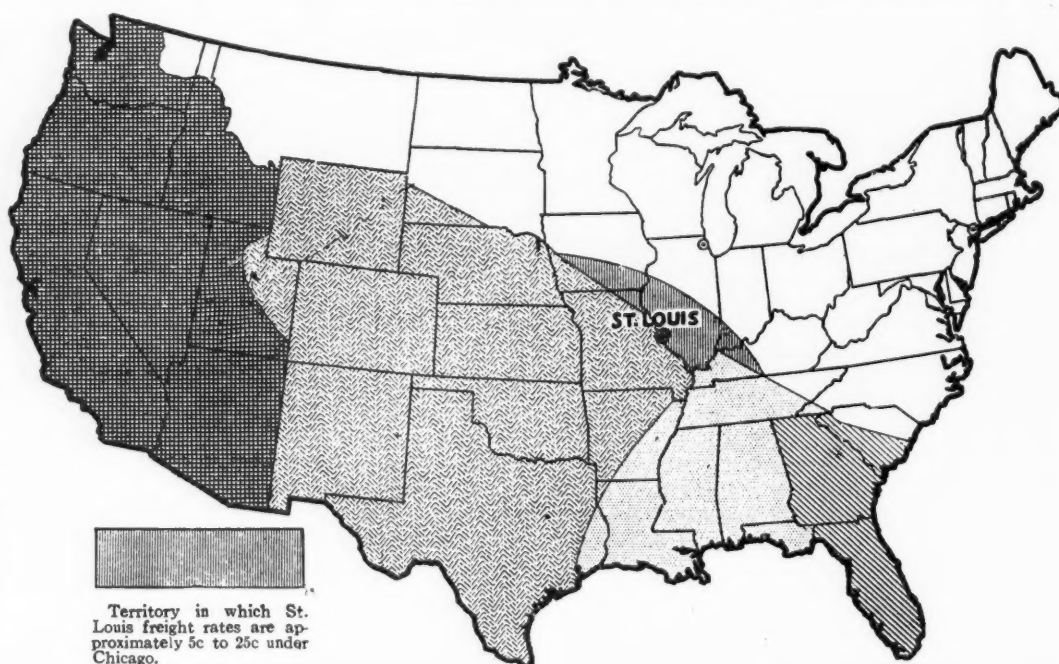 ST. LOUIS
Territory in which St.
Louis freight rates are ap-
proximately 5c to 25c under
Chicago.